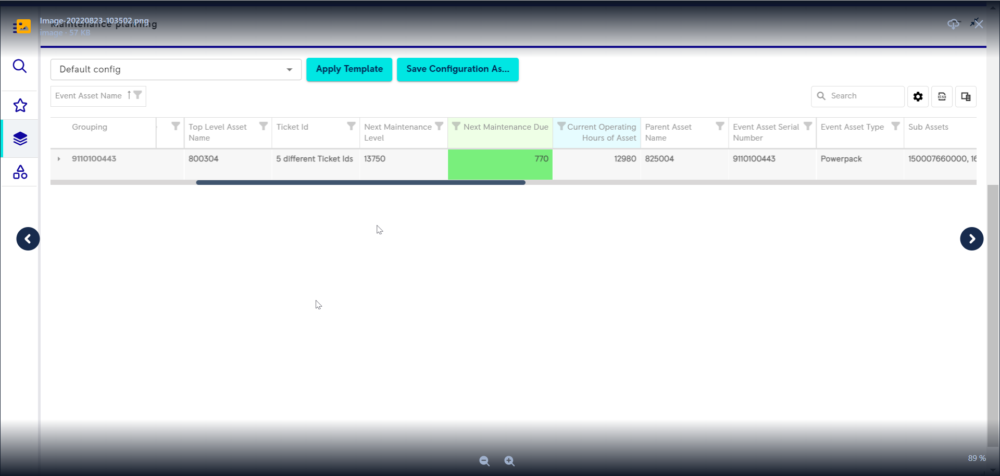 Image-20220823-103502.png
Maintenance planning
image · 57 KB
Default config
Apply Template
Save Configuration As...
Event Asset Name
Search
xlsx
Grouping
Top Level Asset Name
Ticket Id
Next Maintenance Level
Next Maintenance Due
Current Operating Hours of Asset
Parent Asset Name
Event Asset Serial Number
Event Asset Type
Sub Assets
9110100443
800304
5 different Ticket Ids
13750
770
12980
825004
9110100443
Powerpack
150007660000, 16
89 %